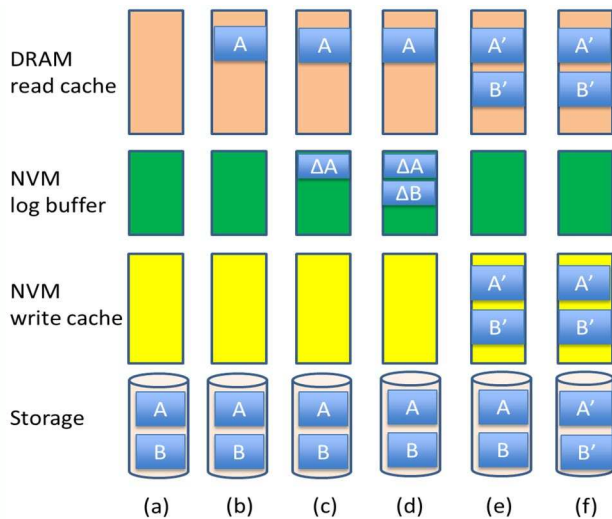 DRAM
read cache
A A A A′ A′
B′ B′
NVM
log buffer
ΔA ΔA
ΔB
NVM
write cache
A′ A′
B′ B′
Storage
A A A A A A′
B B B B B B′
(a) (b) (c) (d) (e) (f)